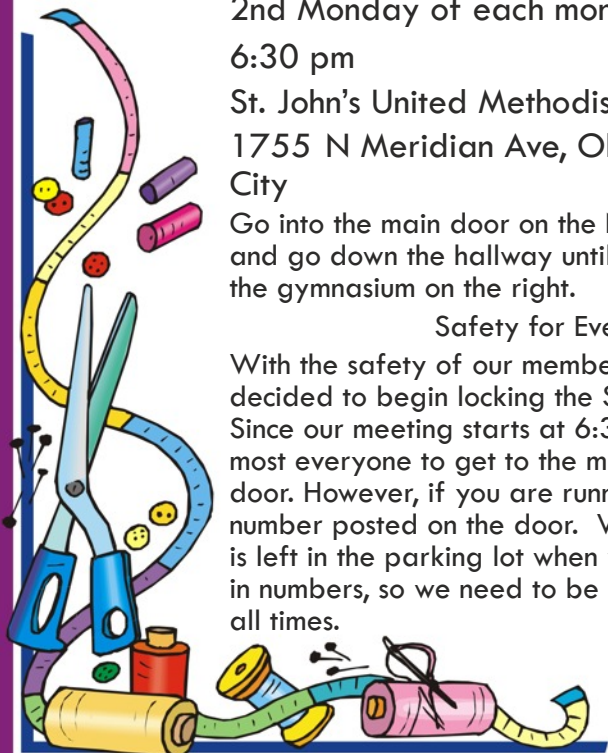 2nd Monday of each mon
6:30 pm
St. John's United Methodis
1755 N Meridian Ave, Ok
City
Go into the main door on the
and go down the hallway until
the gymnasium on the right.
Safety for Eve
With the safety of our membe
decided to begin locking the S
Since our meeting starts at 6:3
most everyone to get to the m
door. However, if you are runn
number posted on the door. V
is left in the parking lot when
in numbers, so we need to be
all times.